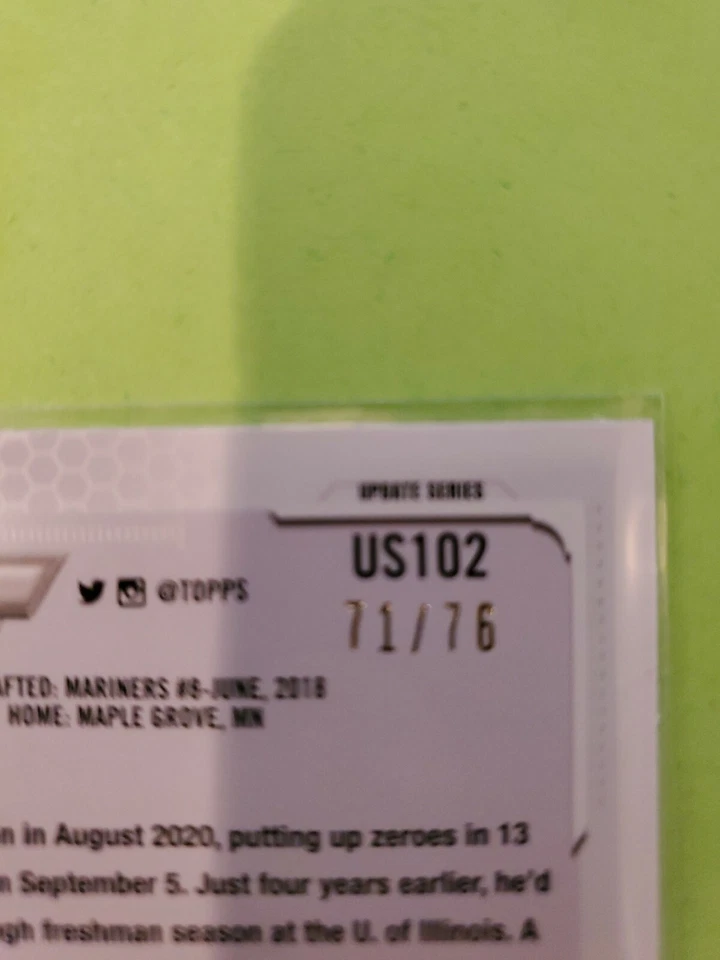 UPDATE SERIES
US102
@TOPPS
71/76
AFTED: MARINERS #8-JUNE, 2018
HOME: MAPLE GROVE, MN
n in August 2020, putting up zeroes in 13
n September 5. Just four years earlier, he'd
ugh freshman season at the U. of Illinois. A